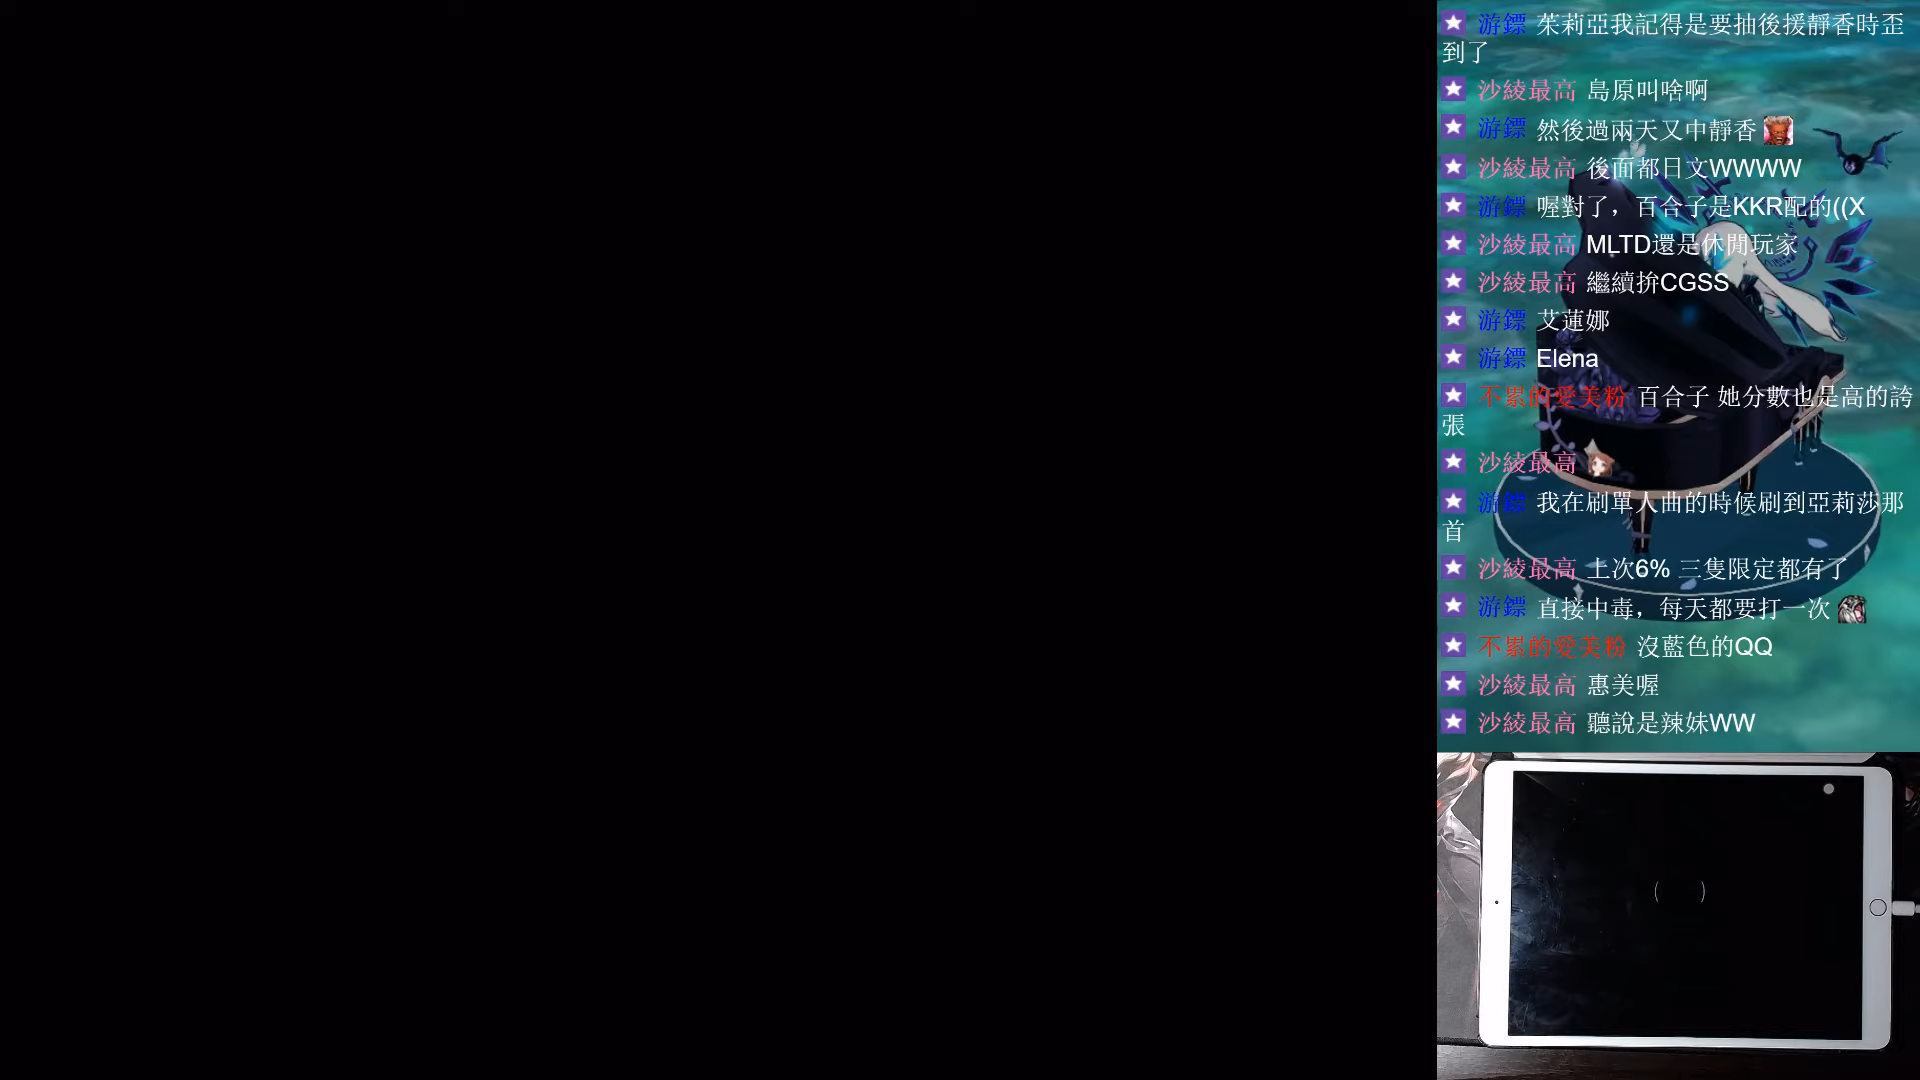 游鏢 茱莉亞我記得是要抽後援靜香時歪
到了
沙綾最高 島原叫啥啊
游鏢 然後過兩天又中靜香
沙綾最高 後面都日文WWWW
游鏢 喔對了，百合子是KKR配的((X
沙綾最高 MLTD還是休閒玩家
沙綾最高 繼續拚CGSS
游鏢 艾蓮娜
游鏢 Elena
不累的愛美粉 百合子 她分數也是高的誇
張
沙綾最高
游鏢 我在刷單人曲的時候刷到亞莉莎那
首
沙綾最高 上次6% 三隻限定都有了
游鏢 直接中毒，每天都要打一次
不累的愛美粉 沒藍色的QQ
沙綾最高 惠美喔
沙綾最高 聽說是辣妹WW